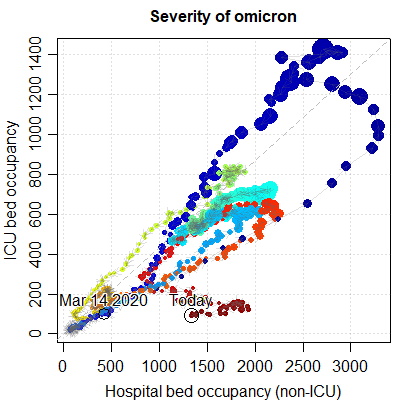 Severity of omicron
ICU bed occupancy
1400
1200
1000
800
600
400
200
0
Mar 14 2020
Today
0 500 1000 1500 2000 2500 3000
Hospital bed occupancy (non-ICU)